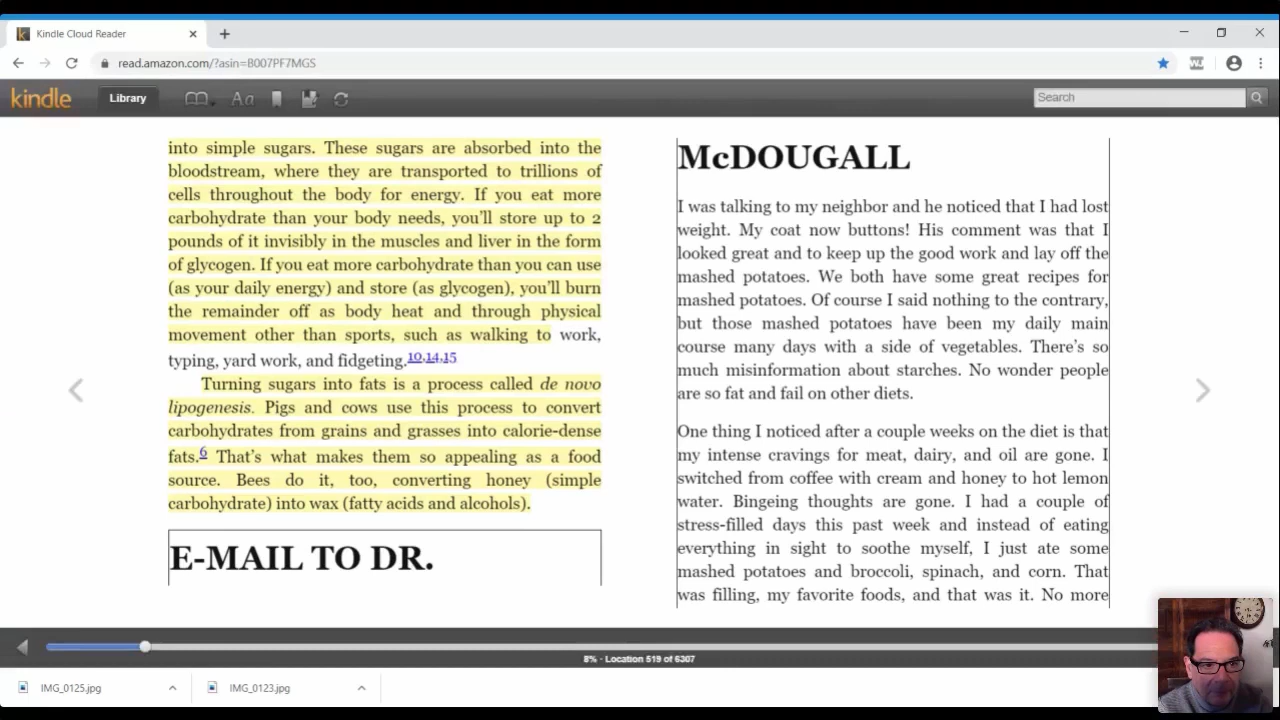 Kindle Cloud Reader
read.amazon.com/?asin=B007PF7MGS
kindle
Library
Aa
Search
into simple sugars. These sugars are absorbed into the
bloodstream, where they are transported to trillions of
cells throughout the body for energy. If you eat more
carbohydrate than your body needs, you’ll store up to 2
pounds of it invisibly in the muscles and liver in the form
of glycogen. If you eat more carbohydrate than you can use
(as your daily energy) and store (as glycogen), you’ll burn
the remainder off as body heat and through physical
movement other than sports, such as walking to work,
typing, yard work, and fidgeting.10,14,15
Turning sugars into fats is a process called de novo
lipogenesis. Pigs and cows use this process to convert
carbohydrates from grains and grasses into calorie-dense
fats.6 That’s what makes them so appealing as a food
source. Bees do it, too, converting honey (simple
carbohydrate) into wax (fatty acids and alcohols).
E-MAIL TO DR.
McDOUGALL
I was talking to my neighbor and he noticed that I had lost
weight. My coat now buttons! His comment was that I
looked great and to keep up the good work and lay off the
mashed potatoes. We both have some great recipes for
mashed potatoes. Of course I said nothing to the contrary,
but those mashed potatoes have been my daily main
course many days with a side of vegetables. There’s so
much misinformation about starches. No wonder people
are so fat and fail on other diets.
One thing I noticed after a couple weeks on the diet is that
my intense cravings for meat, dairy, and oil are gone. I
switched from coffee with cream and honey to hot lemon
water. Bingeing thoughts are gone. I had a couple of
stress-filled days this past week and instead of eating
everything in sight to soothe myself, I just ate some
mashed potatoes and broccoli, spinach, and corn. That
was filling, my favorite foods, and that was it. No more
8% - Location 519 of 6307
IMG_0125.jpg
IMG_0123.jpg